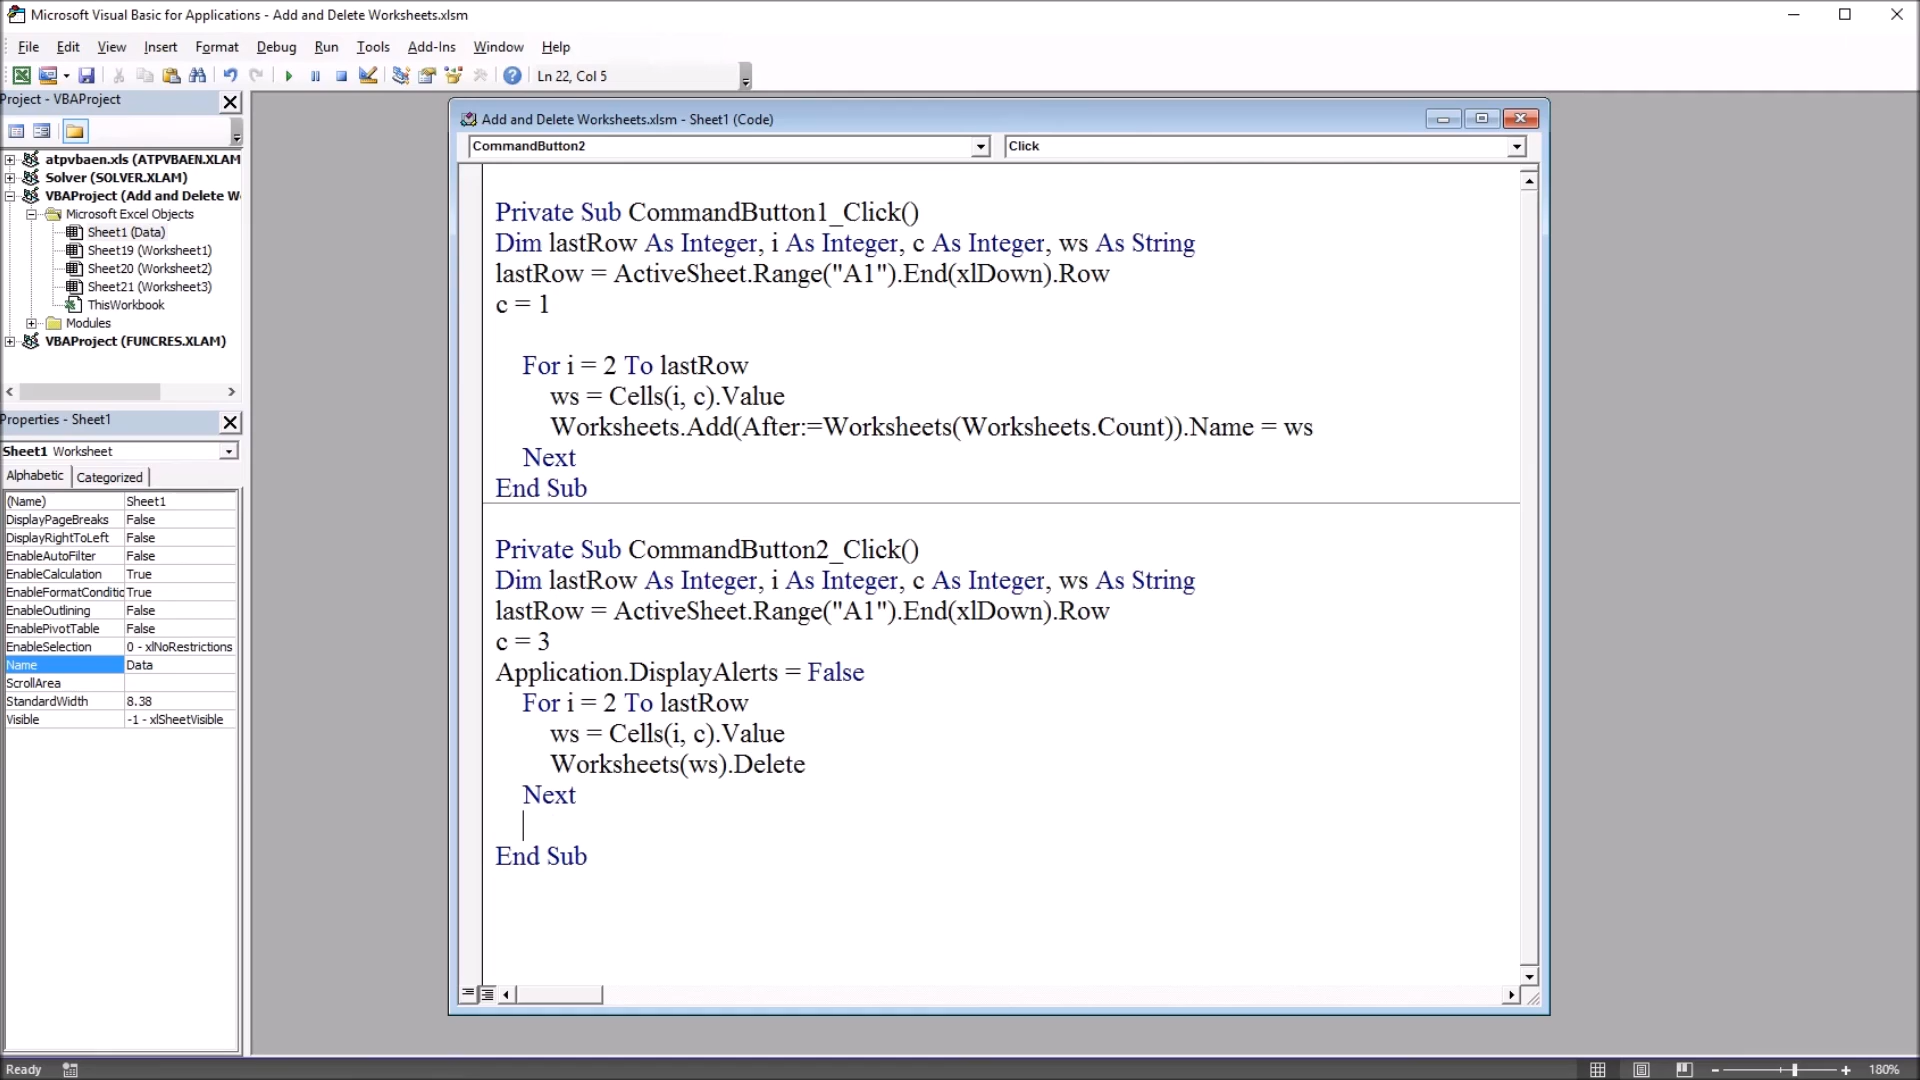 Microsoft Visual Basic for Applications - Add and Delete Worksheets.xlsm
File Edit View Insert Format Debug Run Tools Add-Ins Window Help
Ln 22, Col 5
Project - VBAProject
atpvbaen.xls (ATPVBAEN.XLAM
Solver (SOLVER.XLAM)
VBAProject (Add and Delete W
Microsoft Excel Objects
Sheet1 (Data)
Sheet19 (Worksheet1)
Sheet20 (Worksheet2)
Sheet21 (Worksheet3)
ThisWorkbook
Modules
VBAProject (FUNCRES.XLAM)
Properties - Sheet1
Sheet1 Worksheet
Alphabetic Categorized
(Name) Sheet1
DisplayPageBreaks False
DisplayRightToLeft False
EnableAutoFilter False
EnableCalculation True
EnableFormatConditic True
EnableOutlining False
EnablePivotTable False
EnableSelection 0 - xlNoRestrictions
Name Data
ScrollArea
StandardWidth 8.38
Visible -1 - xlSheetVisible
Add and Delete Worksheets.xlsm - Sheet1 (Code)
CommandButton2 Click
Private Sub CommandButton1_Click()
Dim lastRow As Integer, i As Integer, c As Integer, ws As String
lastRow = ActiveSheet.Range("A1").End(xlDown).Row
c = 1
For i = 2 To lastRow
ws = Cells(i, c).Value
Worksheets.Add(After:=Worksheets(Worksheets.Count)).Name = ws
Next
End Sub
Private Sub CommandButton2_Click()
Dim lastRow As Integer, i As Integer, c As Integer, ws As String
lastRow = ActiveSheet.Range("A1").End(xlDown).Row
c = 3
Application.DisplayAlerts = False
For i = 2 To lastRow
ws = Cells(i, c).Value
Worksheets(ws).Delete
Next
End Sub
Ready
180%